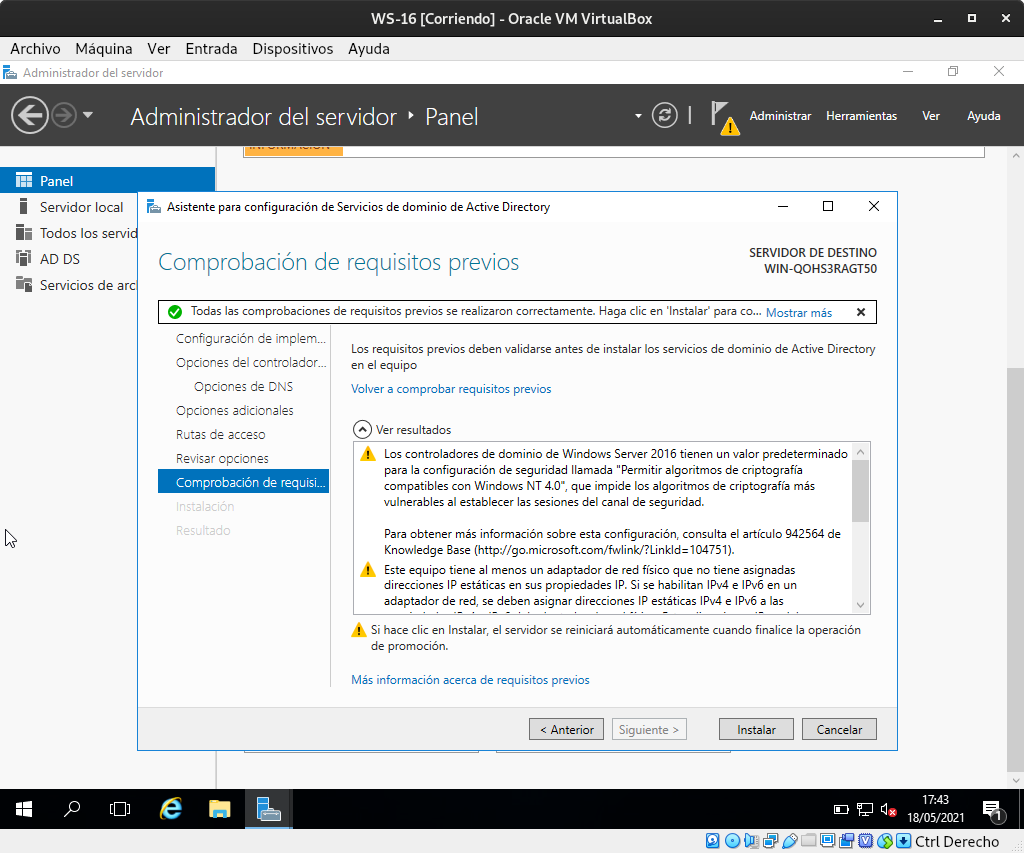 WS-16 [Corriendo] - Oracle VM VirtualBox
Archivo Máquina Ver Entrada Dispositivos Ayuda
Administrador del servidor
Administrador del servidor ‣ Panel
Administrar Herramientas Ver Ayuda
INFORMACIÓN
Panel
Servidor local
Todos los servid
AD DS
Servicios de arc
Asistente para configuración de Servicios de dominio de Active Directory
Comprobación de requisitos previos
SERVIDOR DE DESTINO
WIN-QOHS3RAGT50
Todas las comprobaciones de requisitos previos se realizaron correctamente. Haga clic en 'Instalar' para co... Mostrar más
Configuración de implem...
Opciones del controlador...
Opciones de DNS
Opciones adicionales
Rutas de acceso
Revisar opciones
Comprobación de requisi...
Instalación
Resultado
Los requisitos previos deben validarse antes de instalar los servicios de dominio de Active Directory
en el equipo
Volver a comprobar requisitos previos
Ver resultados
Los controladores de dominio de Windows Server 2016 tienen un valor predeterminado
para la configuración de seguridad llamada "Permitir algoritmos de criptografía
compatibles con Windows NT 4.0", que impide los algoritmos de criptografía más
vulnerables al establecer las sesiones del canal de seguridad.
Para obtener más información sobre esta configuración, consulta el artículo 942564 de
Knowledge Base (http://go.microsoft.com/fwlink/?LinkId=104751).
Este equipo tiene al menos un adaptador de red físico que no tiene asignadas
direcciones IP estáticas en sus propiedades IP. Si se habilitan IPv4 e IPv6 en un
adaptador de red, se deben asignar direcciones IP estáticas IPv4 e IPv6 a las
Si hace clic en Instalar, el servidor se reiniciará automáticamente cuando finalice la operación
de promoción.
Más información acerca de requisitos previos
< Anterior Siguiente > Instalar Cancelar
17:43
18/05/2021
1
Ctrl Derecho